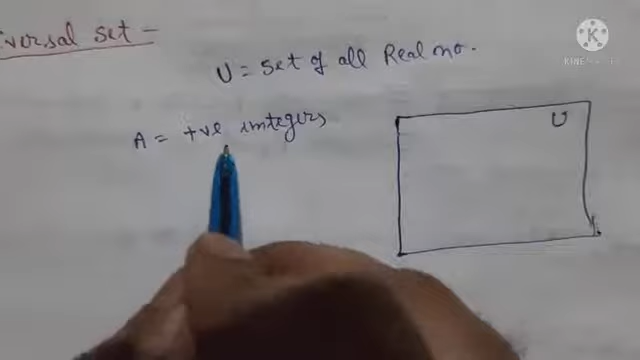 versal set -
U = Set of all Real no.
A = +ve integers
U
K